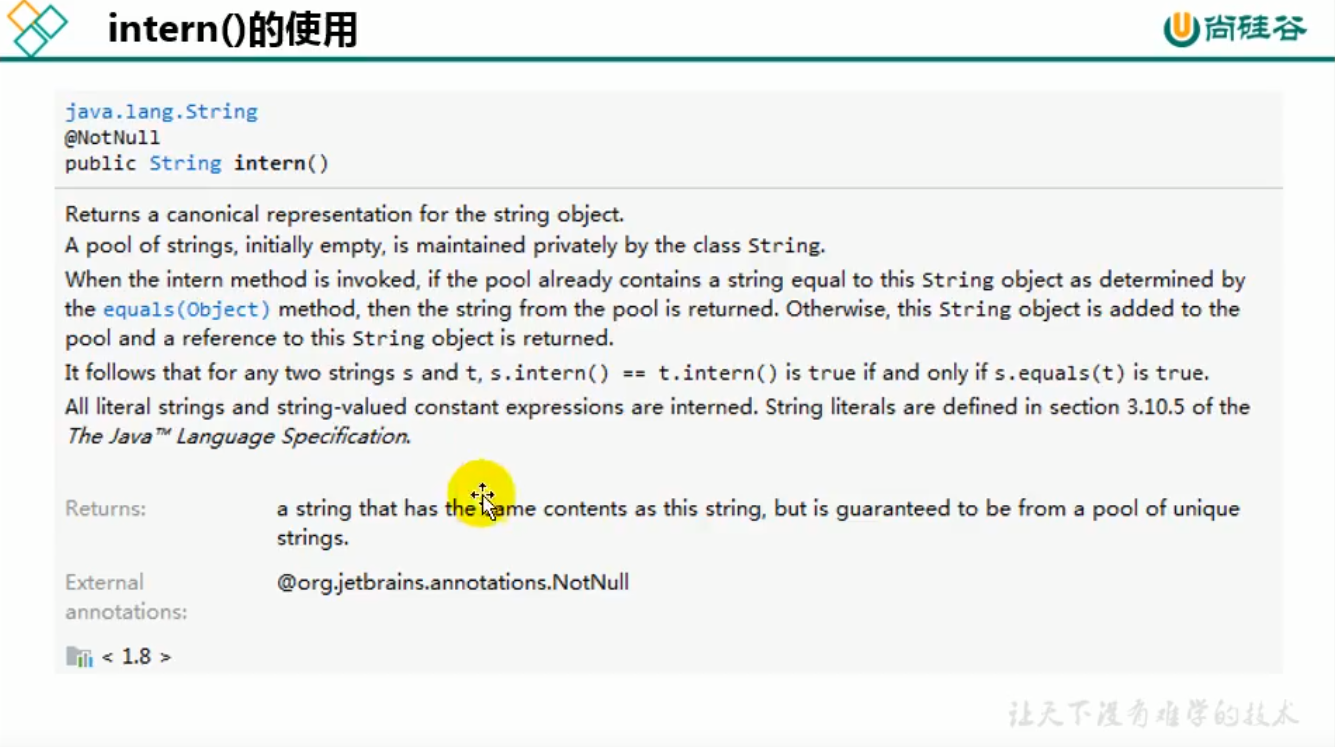 intern()的使用
尚硅谷
java.lang.String
@NotNull
public String intern()
Returns a canonical representation for the string object.
A pool of strings, initially empty, is maintained privately by the class String.
When the intern method is invoked, if the pool already contains a string equal to this String object as determined by
the equals(Object) method, then the string from the pool is returned. Otherwise, this String object is added to the
pool and a reference to this String object is returned.
It follows that for any two strings s and t, s.intern() == t.intern() is true if and only if s.equals(t) is true.
All literal strings and string-valued constant expressions are interned. String literals are defined in section 3.10.5 of the
The Java™ Language Specification.
Returns: a string that has the same contents as this string, but is guaranteed to be from a pool of unique
strings.
External @org.jetbrains.annotations.NotNull
annotations:
< 1.8 >
让天下没有难学的技术